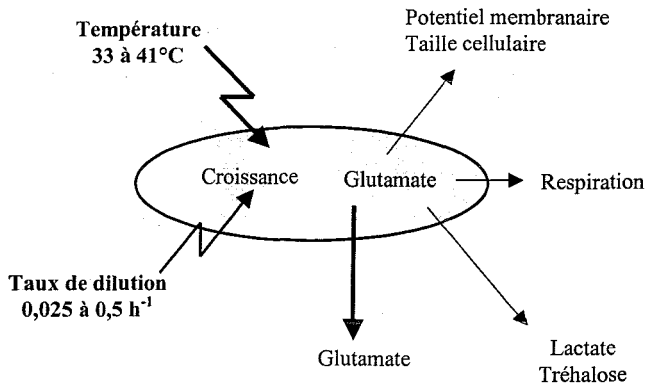 Potentiel membranaire
Taille cellulaire
Température
33 à 41°C
Croissance
Glutamate
Respiration
Taux de dilution
0,025 à 0,5 h⁻¹
Glutamate
Lactate
Tréhalose